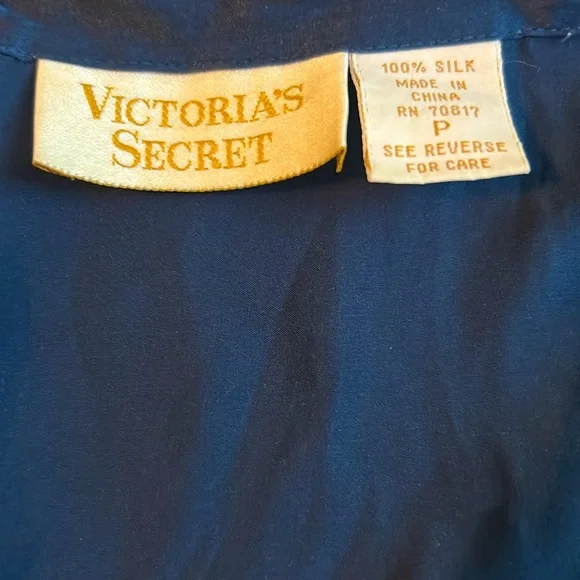 VICTORIA'S
SECRET
100% SILK
MADE IN
CHINA
RN 70817
P
SEE REVERSE
FOR CARE